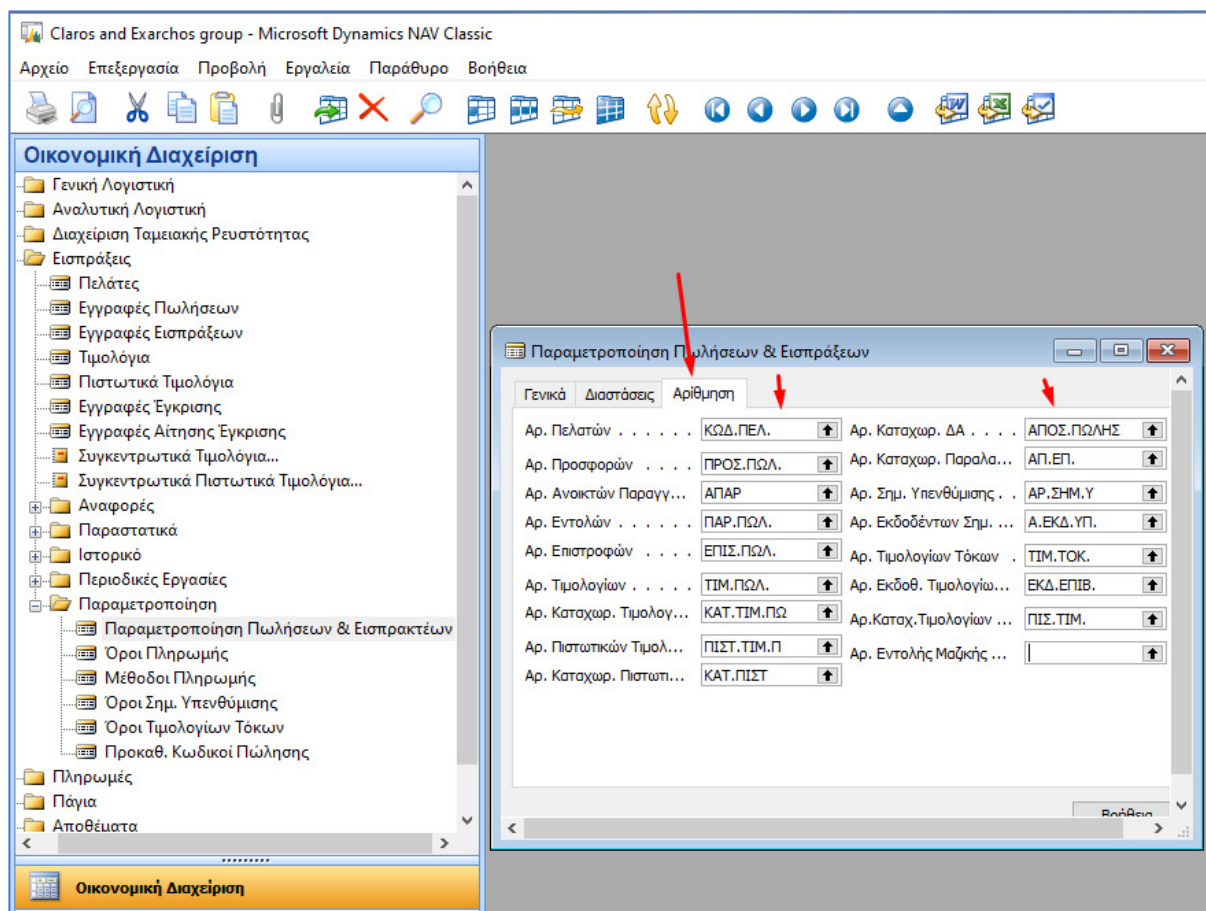 Claros and Exarchos group - Microsoft Dynamics NAV Classic
Αρχείο Επεξεργασία Προβολή Εργαλεία Παράθυρο Βοήθεια
Οικονομική Διαχείριση
Γενική Λογιστική
Αναλυτική Λογιστική
Διαχείριση Ταμειακής Ρευστότητας
Εισπράξεις
Πελάτες
Εγγραφές Πωλήσεων
Εγγραφές Εισπράξεων
Τιμολόγια
Πιστωτικά Τιμολόγια
Εγγραφές Έγκρισης
Εγγραφές Αίτησης Έγκρισης
Συγκεντρωτικά Τιμολόγια...
Συγκεντρωτικά Πιστωτικά Τιμολόγια...
Αναφορές
Παραστατικά
Ιστορικό
Περιοδικές Εργασίες
Παραμετροποίηση
Παραμετροποίηση Πωλήσεων & Εισπρακτέων
Όροι Πληρωμής
Μέθοδοι Πληρωμής
Όροι Σημ. Υπενθύμισης
Όροι Τιμολογίων Τόκων
Προκαθ. Κωδικοί Πώλησης
Πληρωμές
Πάγια
Αποθέματα
Οικονομική Διαχείριση
Παραμετροποίηση Πωλήσεων & Εισπράξεων
Γενικά Διαστάσεις Αρίθμηση
Αρ. Πελατών . . . . . . ΚΩΔ.ΠΕΛ. Αρ. Καταχωρ. ΔΑ . . . . ΑΠΟΣ.ΠΩΛΗΣ
Αρ. Προσφορών . . . . ΠΡΟΣ.ΠΩΛ. Αρ. Καταχωρ. Παραλα... ΑΠ.ΕΠ.
Αρ. Ανοικτών Παραγγ... ΑΠΑΡ Αρ. Σημ. Υπενθύμισης . . ΑΡ.ΣΗΜ.Υ
Αρ. Εντολών . . . . . . ΠΑΡ.ΠΩΛ. Αρ. Εκδοδέντων Σημ. ... Α.ΕΚΔ.ΥΠ.
Αρ. Επιστροφών . . . . ΕΠΙΣ.ΠΩΛ. Αρ. Τιμολογίων Τόκων . ΤΙΜ.ΤΟΚ.
Αρ. Τιμολογίων . . . . . ΤΙΜ.ΠΩΛ. Αρ. Εκδοθ. Τιμολογίω... ΕΚΔ.ΕΠΙΒ.
Αρ. Καταχωρ. Τιμολογ... ΚΑΤ.ΤΙΜ.ΠΩ Αρ.Καταχ.Τιμολογίων ... ΠΙΣ.ΤΙΜ.
Αρ. Πιστωτικών Τιμολ... ΠΙΣΤ.ΤΙΜ.Π Αρ. Εντολής Μαζικής ...
Αρ. Καταχωρ. Πιστωτι... ΚΑΤ.ΠΙΣΤ
Βοήθεια